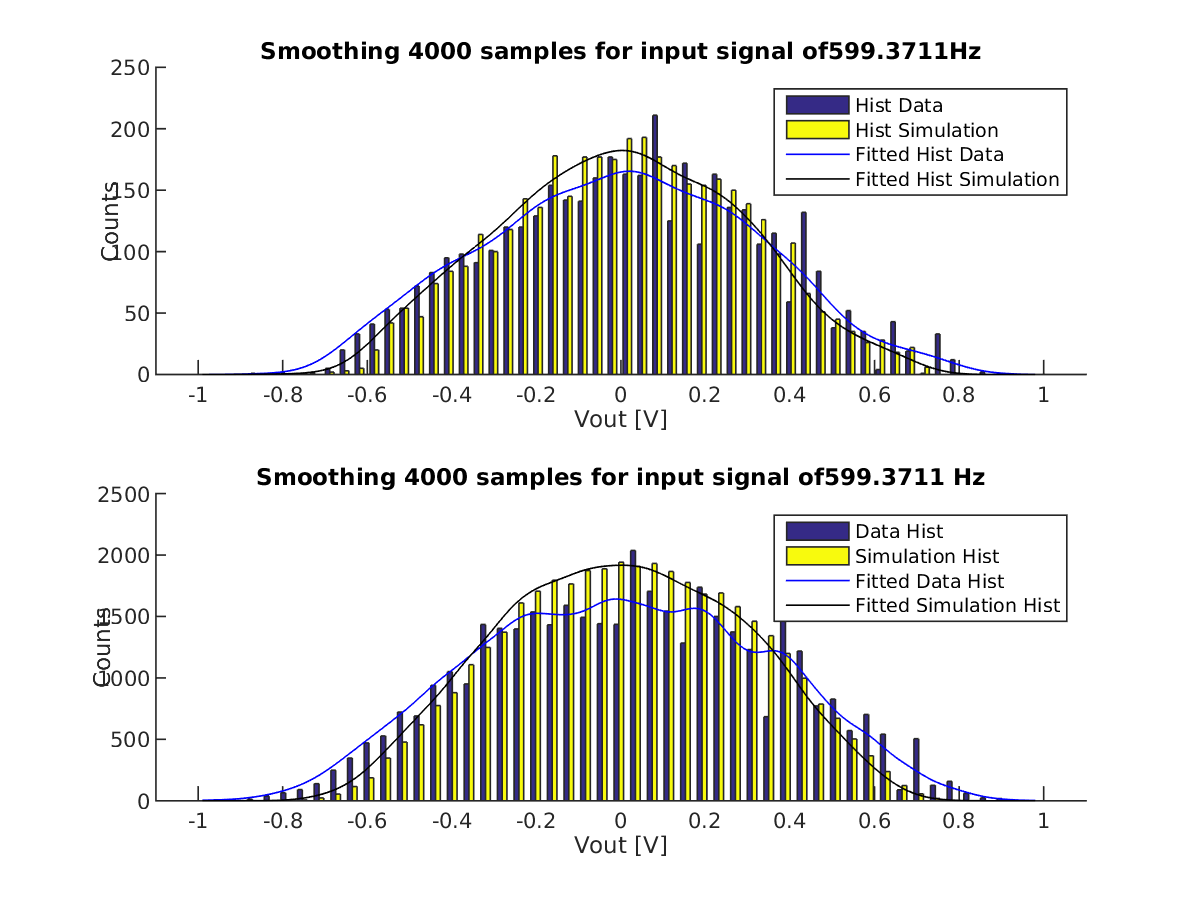 Smoothing 4000 samples for input signal of599.3711Hz
250
200
150
100
50
0
Counts
Hist Data
Hist Simulation
Fitted Hist Data
Fitted Hist Simulation
-1 -0.8 -0.6 -0.4 -0.2 0 0.2 0.4 0.6 0.8 1
Vout [V]
Smoothing 4000 samples for input signal of599.3711 Hz
2500
2000
1500
1000
500
0
Counts
Data Hist
Simulation Hist
Fitted Data Hist
Fitted Simulation Hist
-1 -0.8 -0.6 -0.4 -0.2 0 0.2 0.4 0.6 0.8 1
Vout [V]